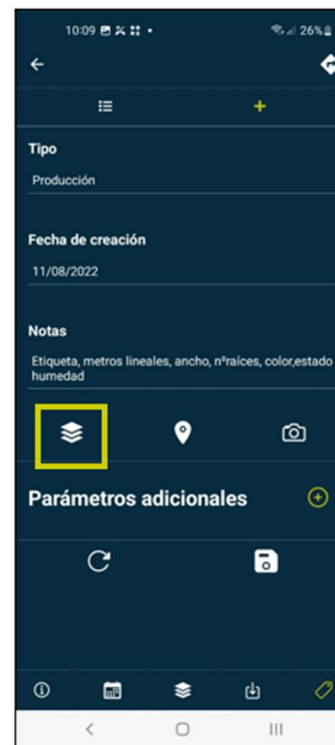 10:09 26%
Tipo
Producción
Fecha de creación
11/08/2022
Notas
Etiqueta, metros lineales, ancho, nºraíces, color,estado
humedad
Parámetros adicionales